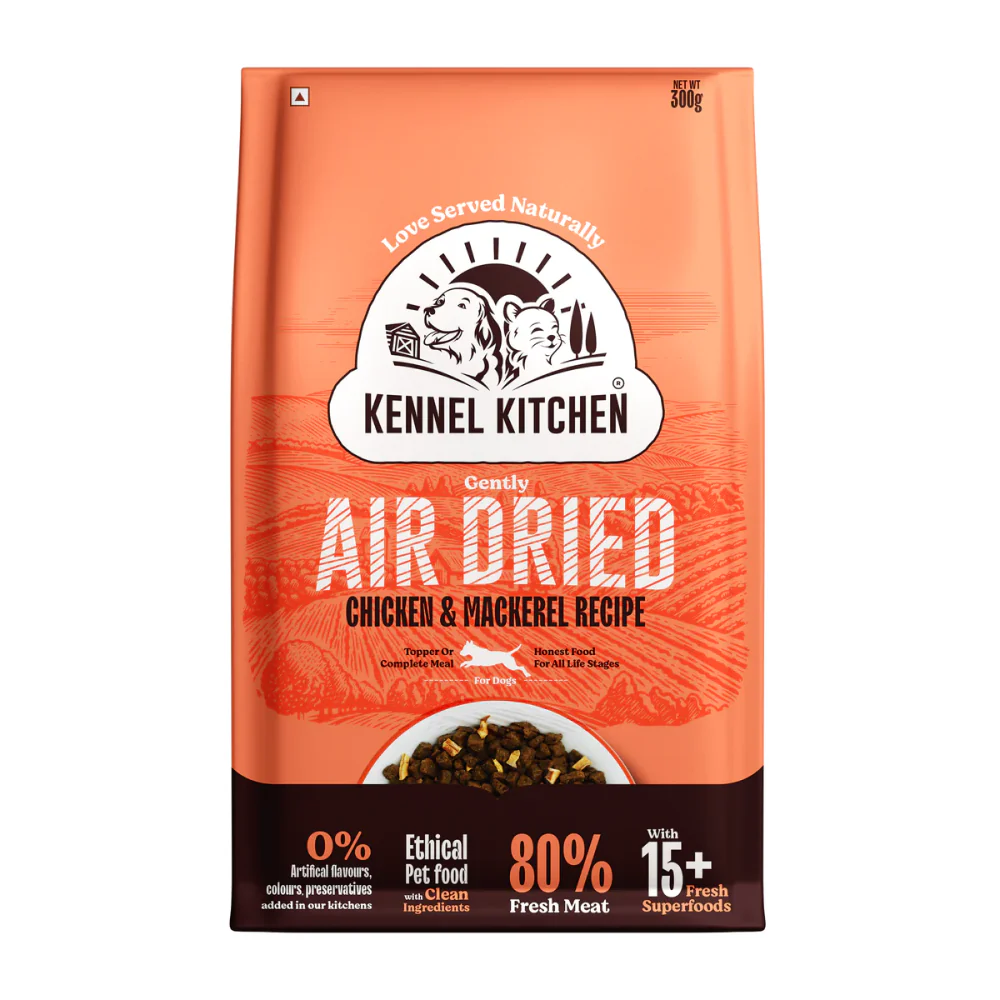 NET WT
300g
Love Served Naturally
KENNEL KITCHEN
®
Gently
AIR DRIED
CHICKEN & MACKEREL RECIPE
Topper Or
Complete Meal
Honest Food
For All Life Stages
For Dogs
0%
Artifical flavours,
colours, preservatives
added in our kitchens
Ethical
Pet food
with Clean
Ingredients
80%
Fresh Meat
With
15+
Fresh
Superfoods